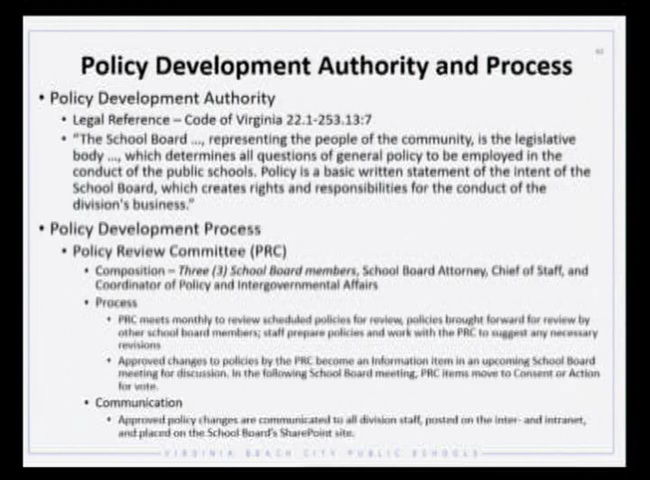 Policy Development Authority and Process
• Policy Development Authority
• Legal Reference – Code of Virginia 22.1-253.13:7
• "The School Board ..., representing the people of the community, is the legislative
body ..., which determines all questions of general policy to be employed in the
conduct of the public schools. Policy is a basic written statement of the intent of the
School Board, which creates rights and responsibilities for the conduct of the
division's business."
• Policy Development Process
• Policy Review Committee (PRC)
• Composition – Three (3) School Board members, School Board Attorney, Chief of Staff, and
Coordinator of Policy and Intergovernmental Affairs
• Process
• PRC meets monthly to review scheduled policies for review, policies brought forward for review by
other school board members; staff prepare policies and work with the PRC to suggest any necessary
revisions
• Approved changes to policies by the PRC become an Information item in an upcoming School Board
meeting for discussion. In the following School Board meeting, PRC items move to Consent or Action
for vote.
• Communication
• Approved policy changes are communicated to all division staff, posted on the inter- and intranet,
and placed on the School Board's SharePoint site.
VIRGINIA BEACH CITY PUBLIC SCHOOLS